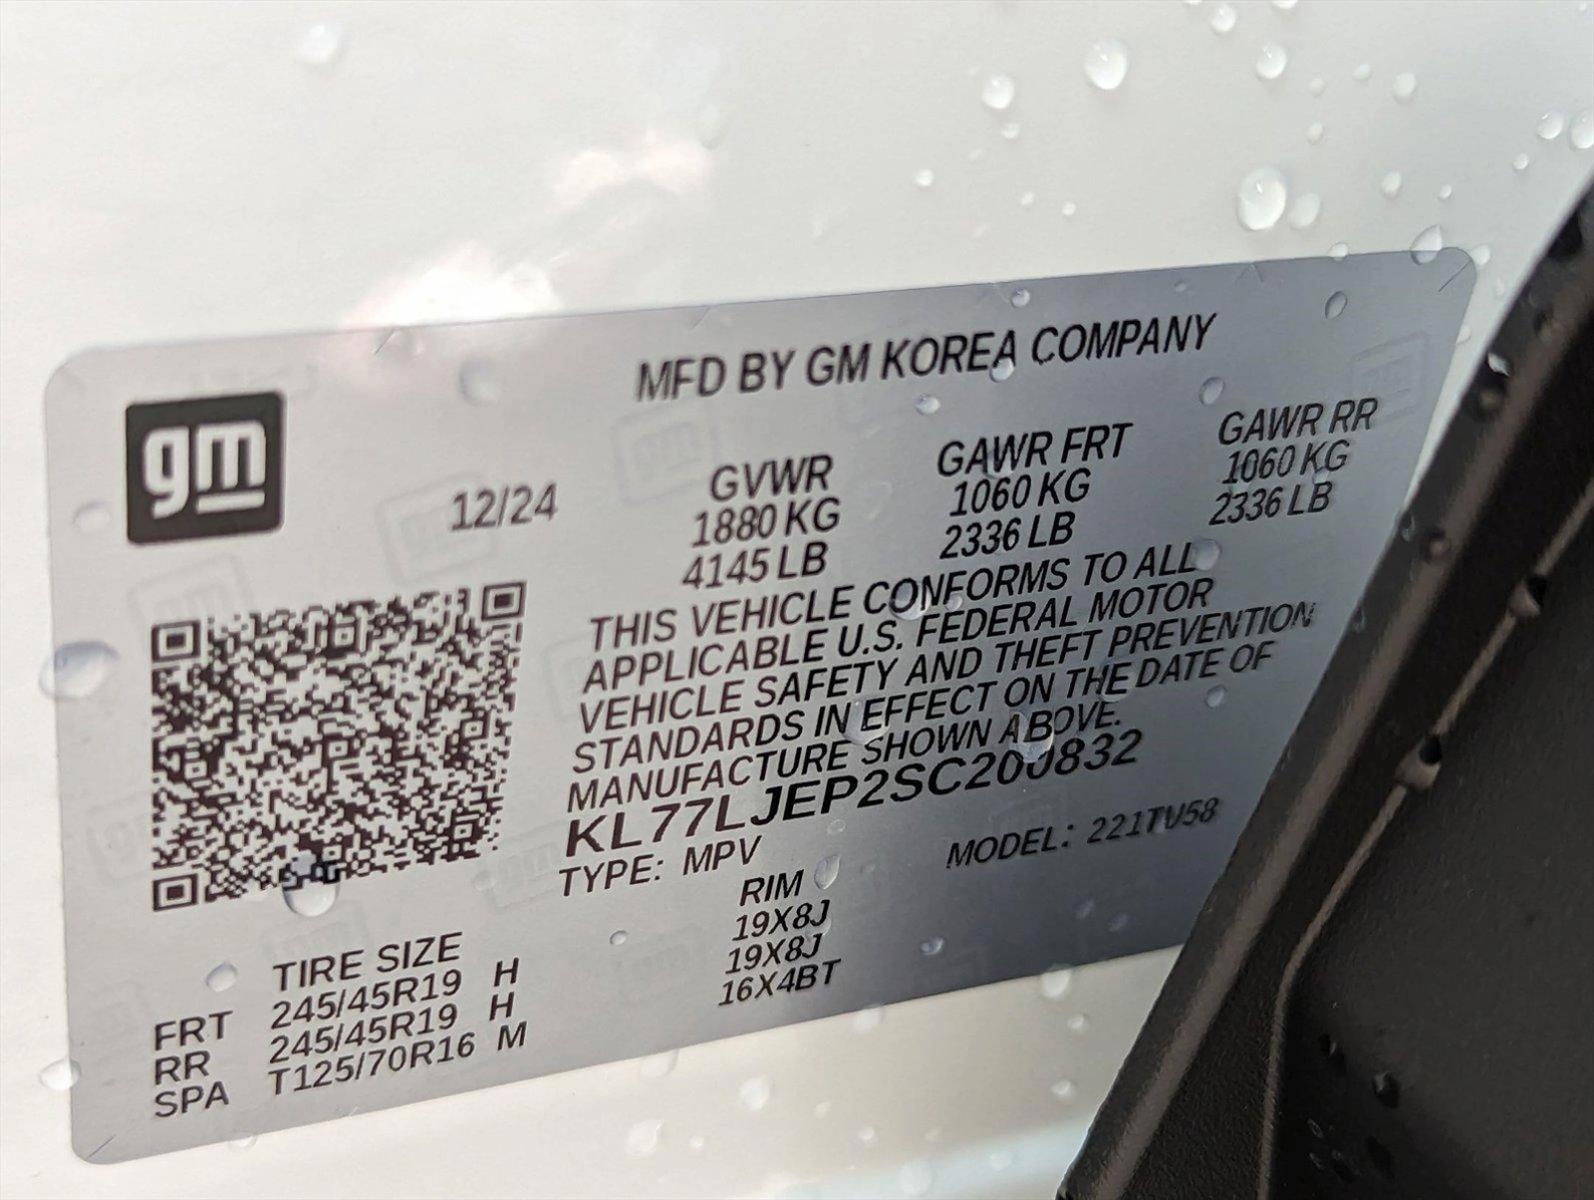 MFD BY GM KOREA COMPANY
gm
12/24
GVWR GAWR FRT GAWR RR
1880 KG 1060 KG 1060 KG
4145 LB 2336 LB 2336 LB
THIS VEHICLE CONFORMS TO ALL
APPLICABLE U.S. FEDERAL MOTOR
VEHICLE SAFETY AND THEFT PREVENTION
STANDARDS IN EFFECT ON THE DATE OF
MANUFACTURE SHOWN ABOVE.
KL77LJEP2SC200832
TYPE: MPV MODEL: 221TV58
TIRE SIZE RIM
FRT 245/45R19 H 19X8J
RR 245/45R19 H 19X8J
SPA T125/70R16 M 16X4BT